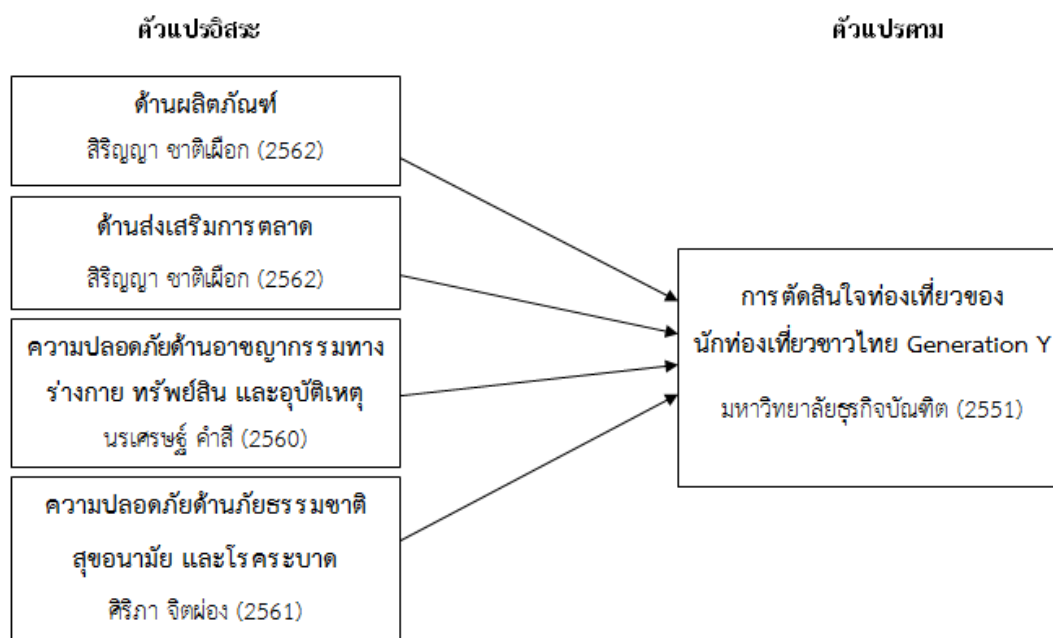 ตัวแปรอิสระ
ตัวแปรตาม
ด้านผลิตภัณฑ์
สิริญญา ชาติเผือก (2562)
ด้านส่งเสริมการตลาด
สิริญญา ชาติเผือก (2562)
ความปลอดภัยด้านอาชญากรรมทาง
ร่างกาย ทรัพย์สิน และอุบัติเหตุ
นรเศรษฐ์ คำสี (2560)
ความปลอดภัยด้านภัยธรรมชาติ
สุขอนามัย และโรคระบาด
ศิริภา จิตผ่อง (2561)
การตัดสินใจท่องเที่ยวของ
นักท่องเที่ยวชาวไทย Generation Y
มหาวิทยาลัยธุรกิจบัณฑิต (2551)